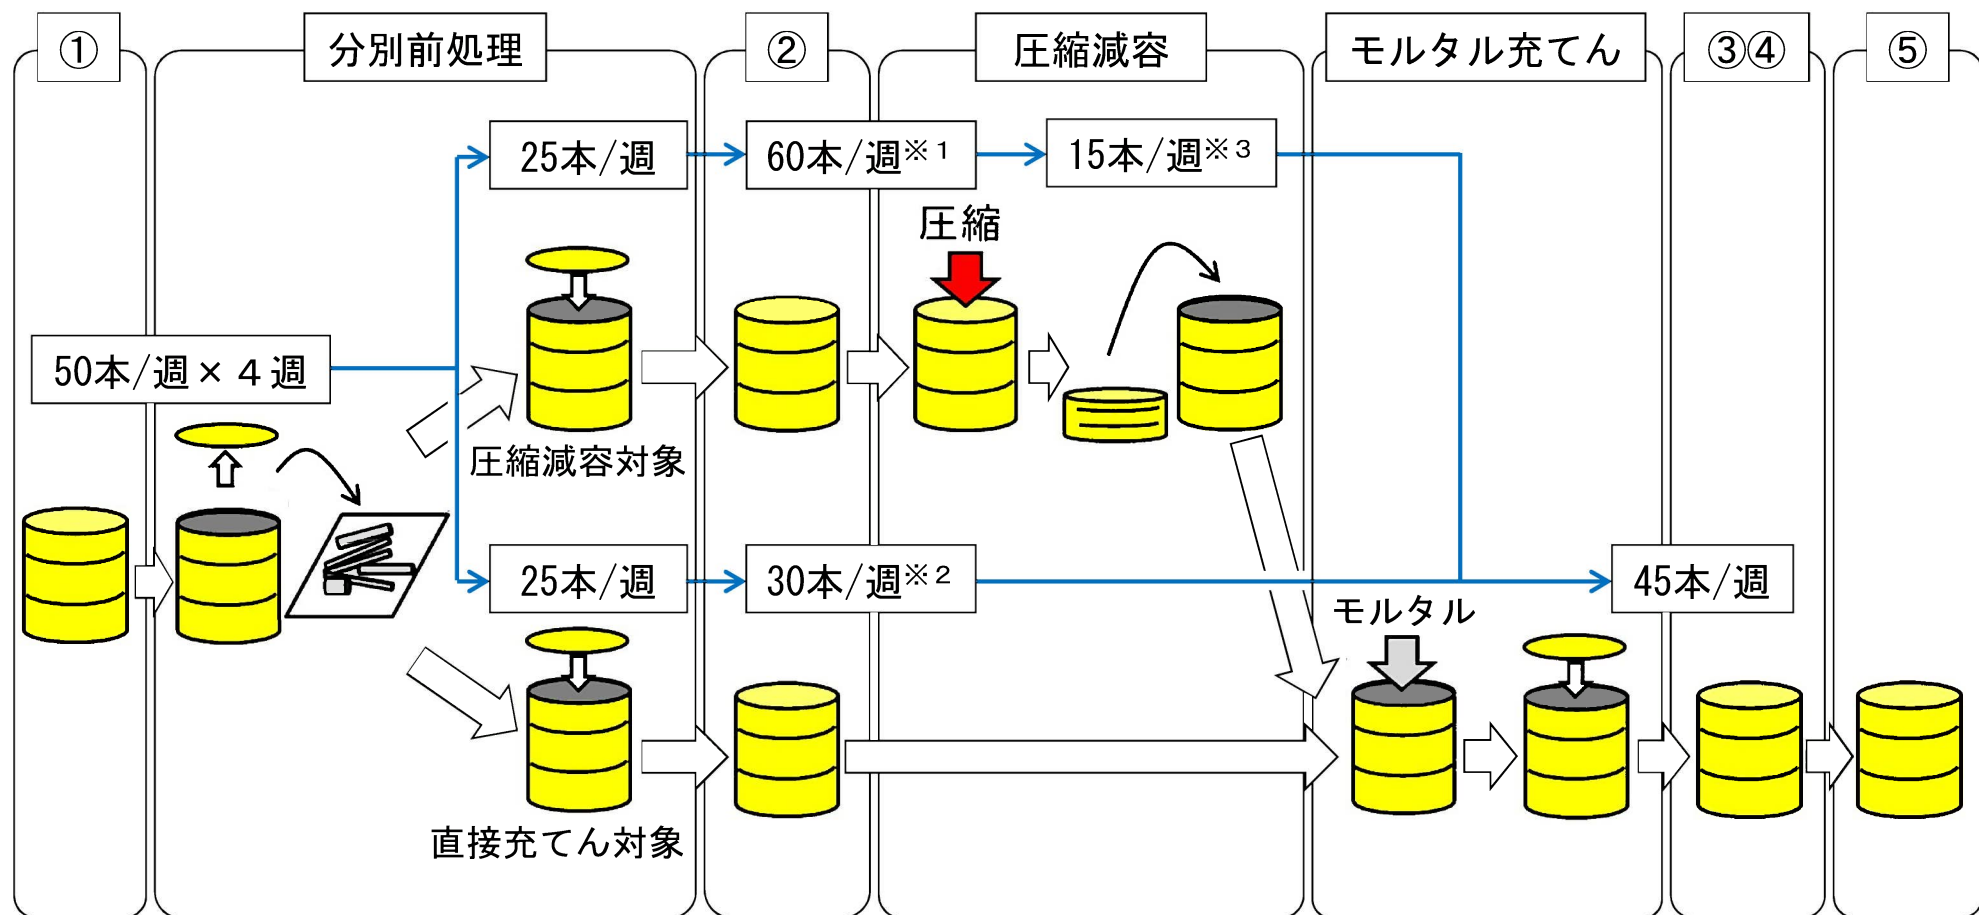 ①
分別前処理
②
圧縮減容
モルタル充てん
③④
⑤
25本/週
60本/週※1
15本/週※3
圧縮
50本/週×４週
圧縮減容対象
25本/週
30本/週※2
45本/週
モルタル
直接充てん対象